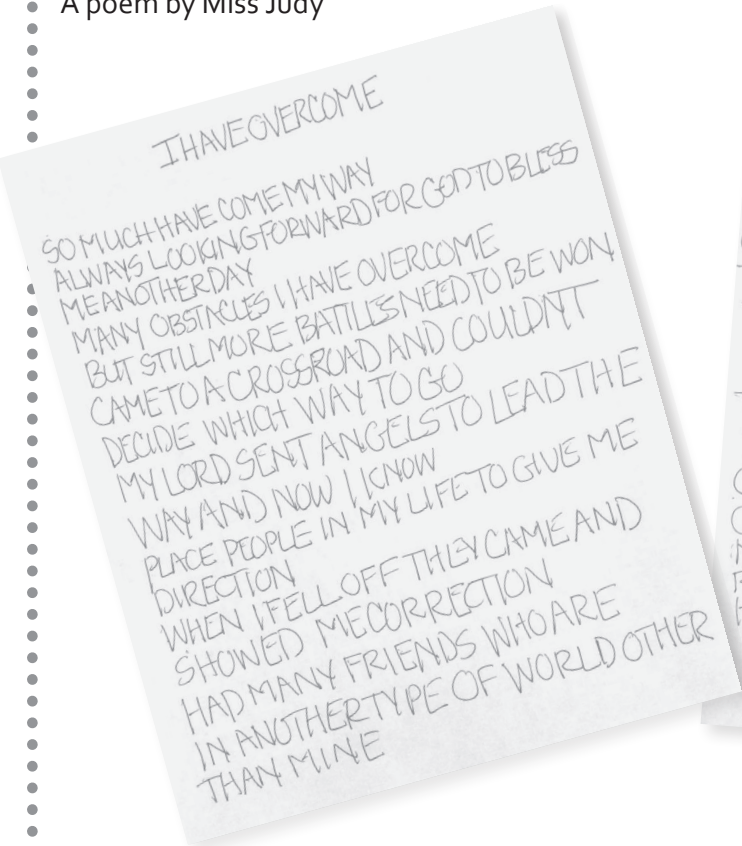 A poem by Miss Judy
I HAVE OVERCOME
SO MUCH HAVE COME MY WAY
ALWAYS LOOKING FORWARD FOR GOD TO BLESS
ME ANOTHER DAY
MANY OBSTACLES I HAVE OVERCOME
BUT STILL MORE BATTLES NEED TO BE WON
CAME TO A CROSSROAD AND COULDN'T
DECIDE WHICH WAY TO GO
MY LORD SENT ANGELS TO LEAD THE
WAY AND NOW I KNOW
PLACE PEOPLE IN MY LIFE TO GIVE ME
DIRECTION
WHEN I FELL OFF THEY CAME AND
SHOWED ME CORRECTION
HAD MANY FRIENDS WHO ARE
IN ANOTHER TYPE OF WORLD OTHER
THAN MINE